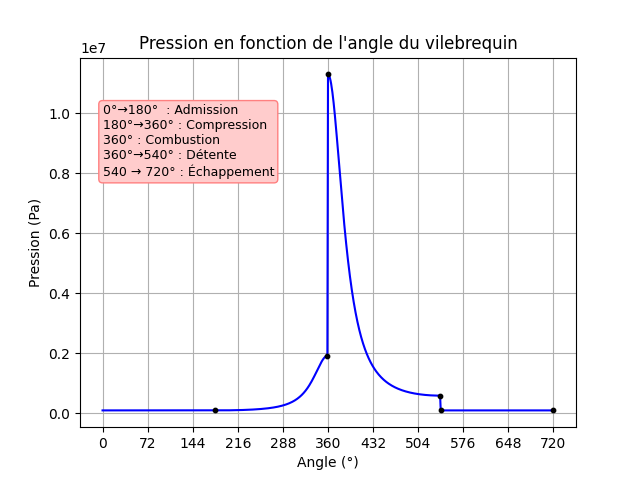 Pression en fonction de l'angle du vilebrequin
1e7
0°→180°  : Admission
180°→360° : Compression
360° : Combustion
360°→540° : Détente
540 → 720° : Échappement
1.0
0.8
0.6
0.4
0.2
0.0
Pression (Pa)
0 72 144 216 288 360 432 504 576 648 720
Angle (°)